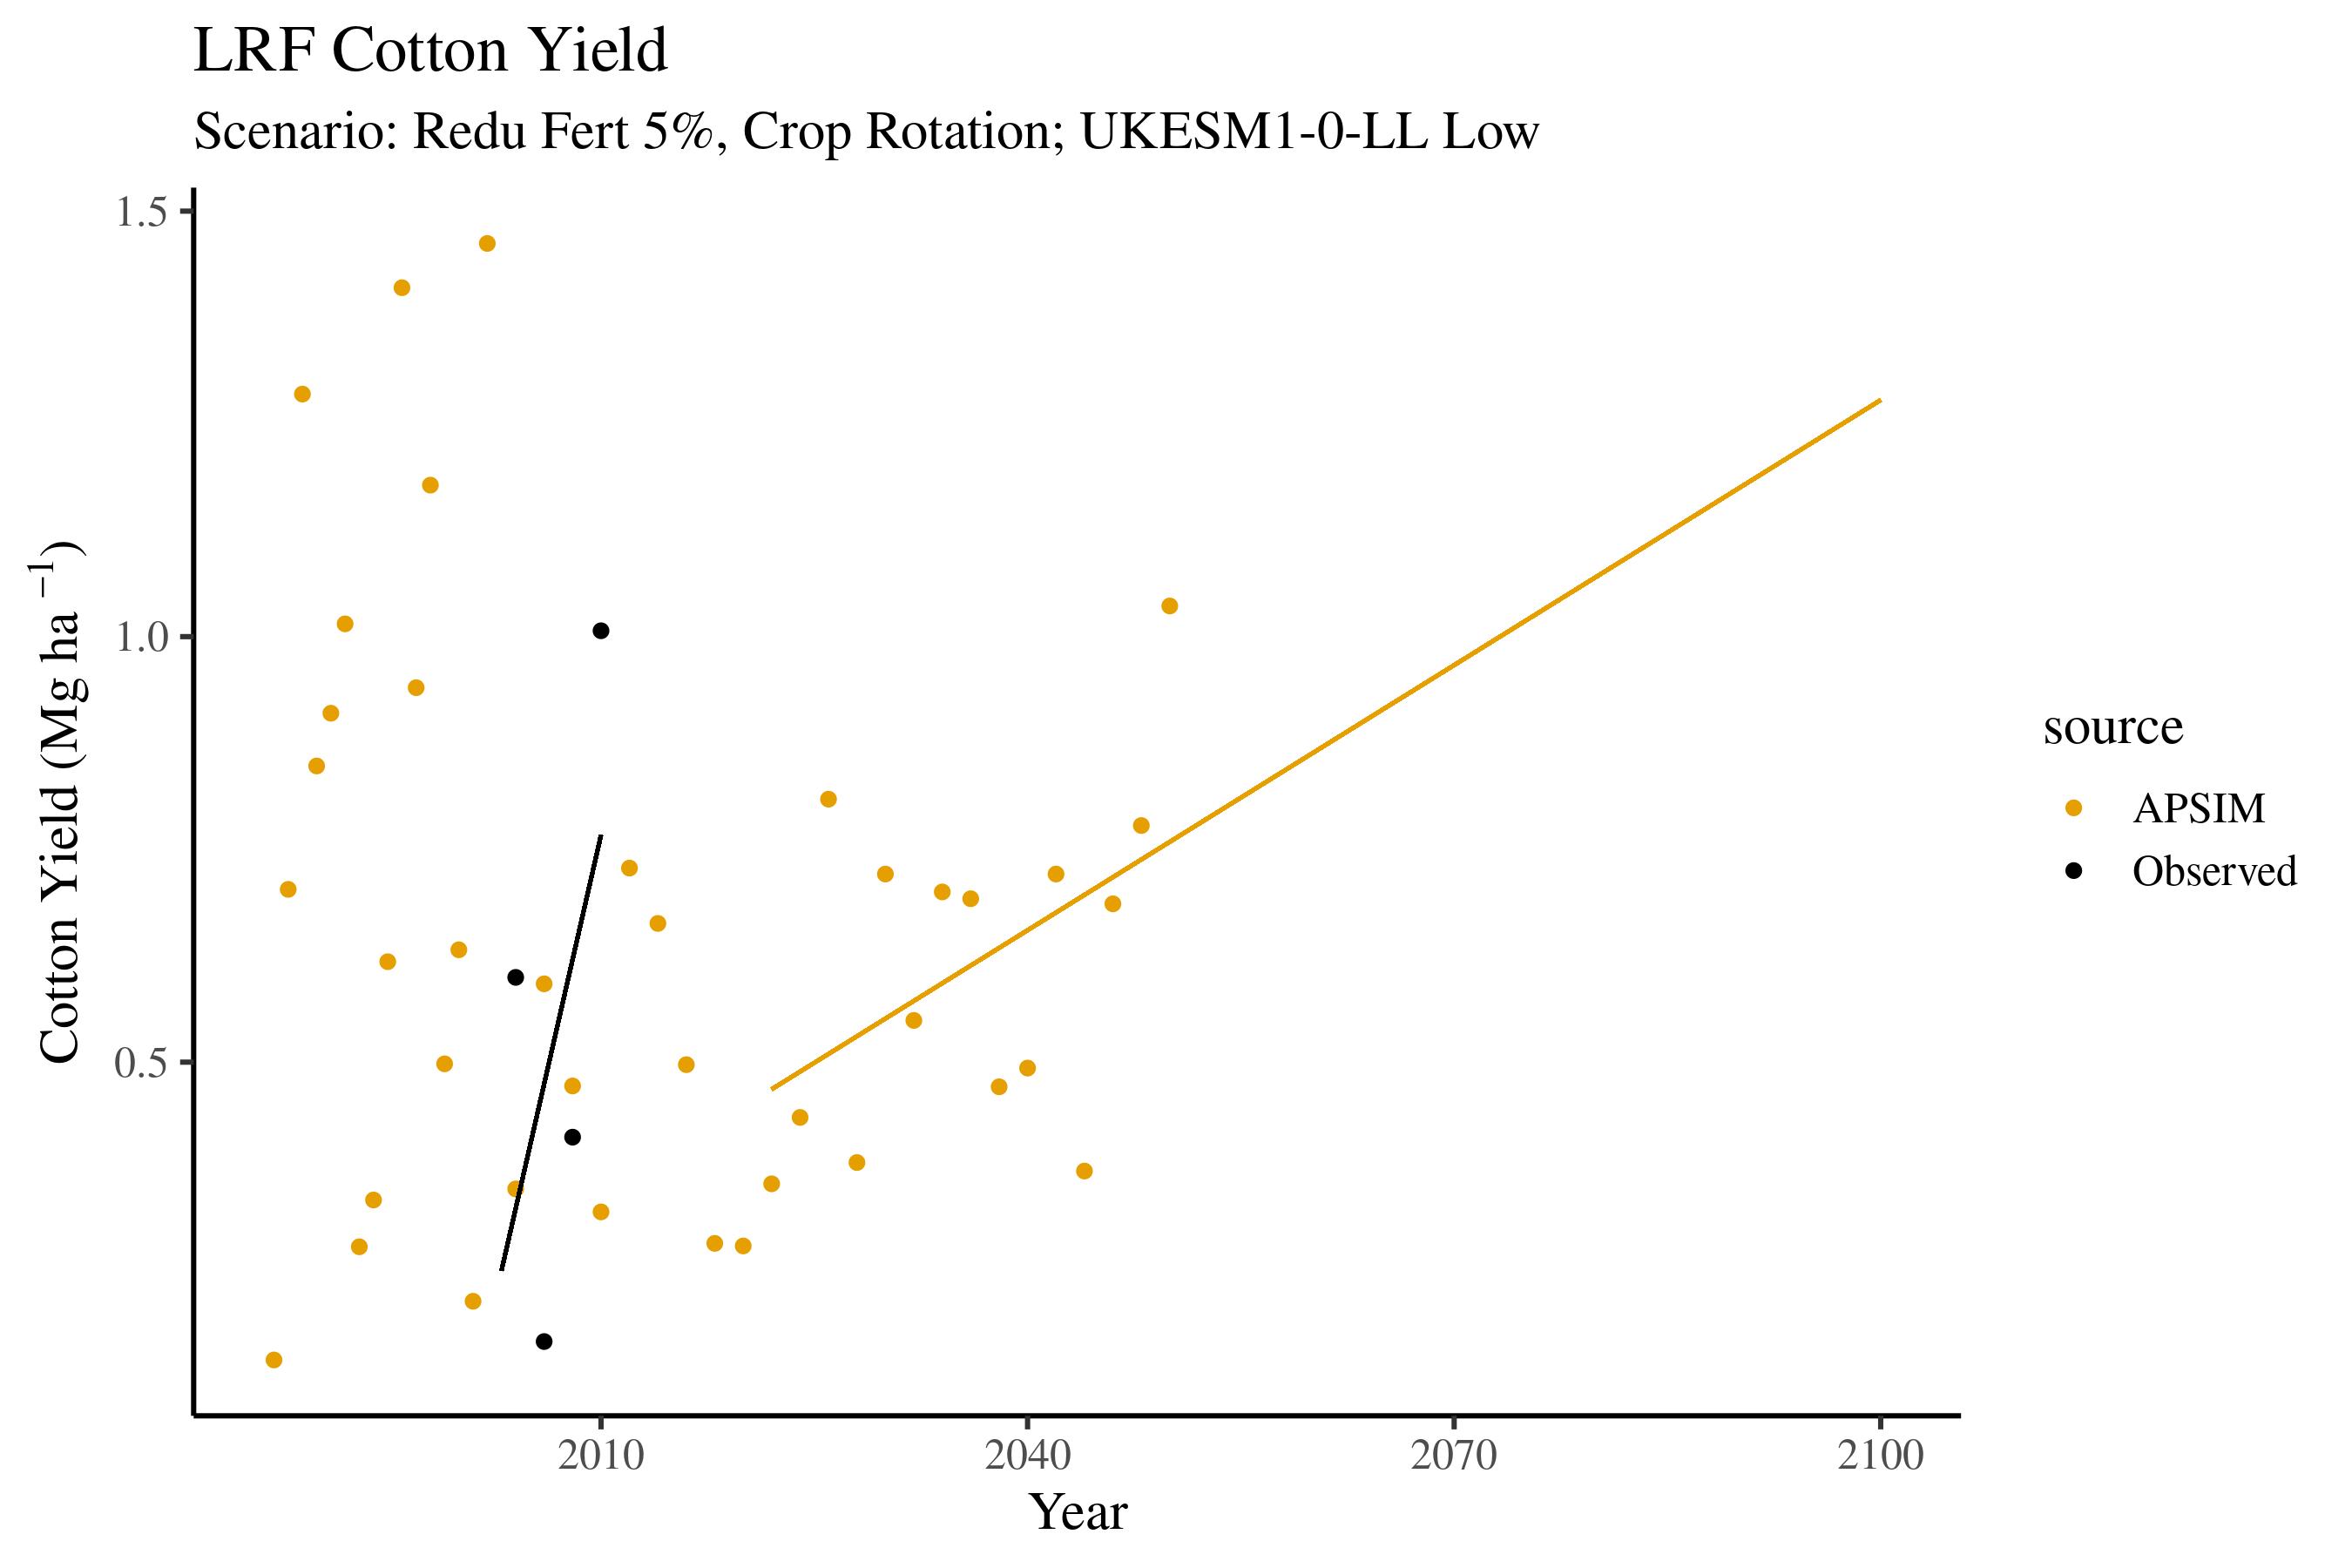 LRF Cotton Yield
Scenario: Redu Fert 5%, Crop Rotation; UKESM1-0-LL Low
Cotton Yield (Mg ha −1)
1.5
1.0
0.5
2010 2040 2070 2100
Year
source
APSIM
Observed